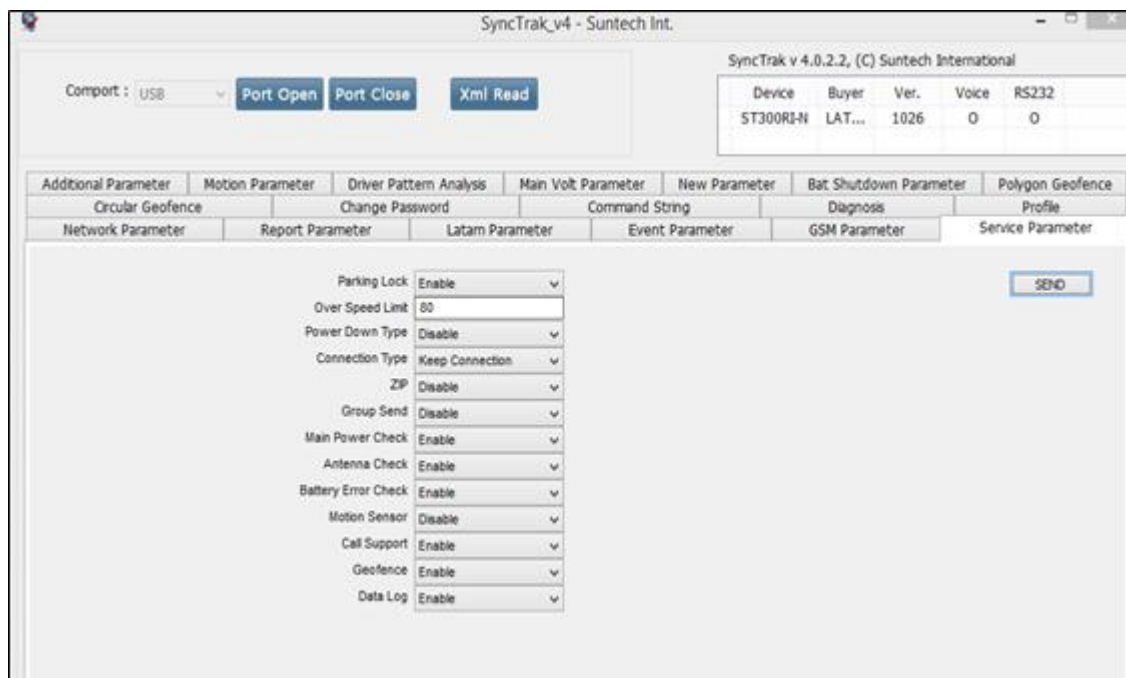 SyncTrak_v4 - Suntech Int.
SyncTrak v 4.0.2.2, (C) Suntech International
Comport : USB Port Open Port Close Xml Read
Device Buyer Ver. Voice RS232
ST300RI-N LAT... 1026 O O
Additional Parameter Motion Parameter Driver Pattern Analysis Main Volt Parameter New Parameter Bat Shutdown Parameter Polygon Geofence
Circular Geofence Change Password Command String Diagnosis Profile
Network Parameter Report Parameter Latam Parameter Event Parameter GSM Parameter Service Parameter
Parking Lock Enable SEND
Over Speed Limit 80
Power Down Type Disable
Connection Type Keep Connection
ZIP Disable
Group Send Disable
Main Power Check Enable
Antenna Check Enable
Battery Error Check Enable
Motion Sensor Disable
Call Support Enable
Geofence Enable
Data Log Enable